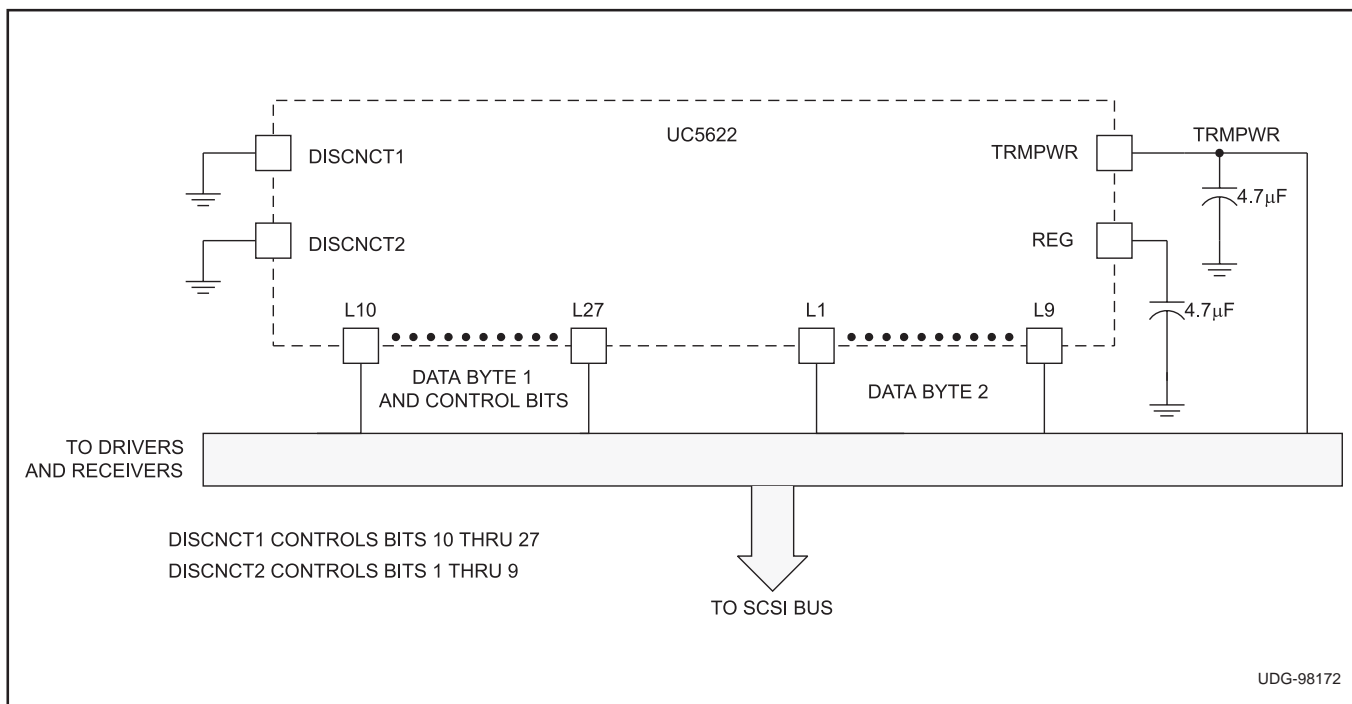 UC5622
DISCNCT1
TRMPWR
TRMPWR
4.7µF
DISCNCT2
REG
4.7µF
L10
L27
L1
L9
DATA BYTE 1
AND CONTROL BITS
DATA BYTE 2
TO DRIVERS
AND RECEIVERS
DISCNCT1 CONTROLS BITS 10 THRU 27
DISCNCT2 CONTROLS BITS 1 THRU 9
TO SCSI BUS
UDG-98172